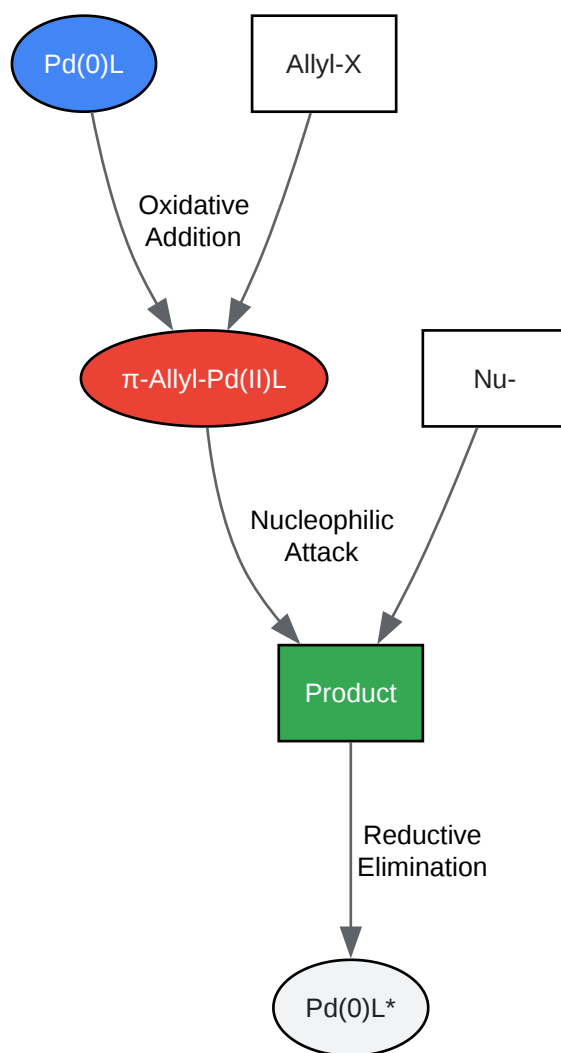 Pd(0)L
Allyl-X
Oxidative
Addition
π-Allyl-Pd(II)L
Nu-
Nucleophilic
Attack
Product
Reductive
Elimination
Pd(0)L*